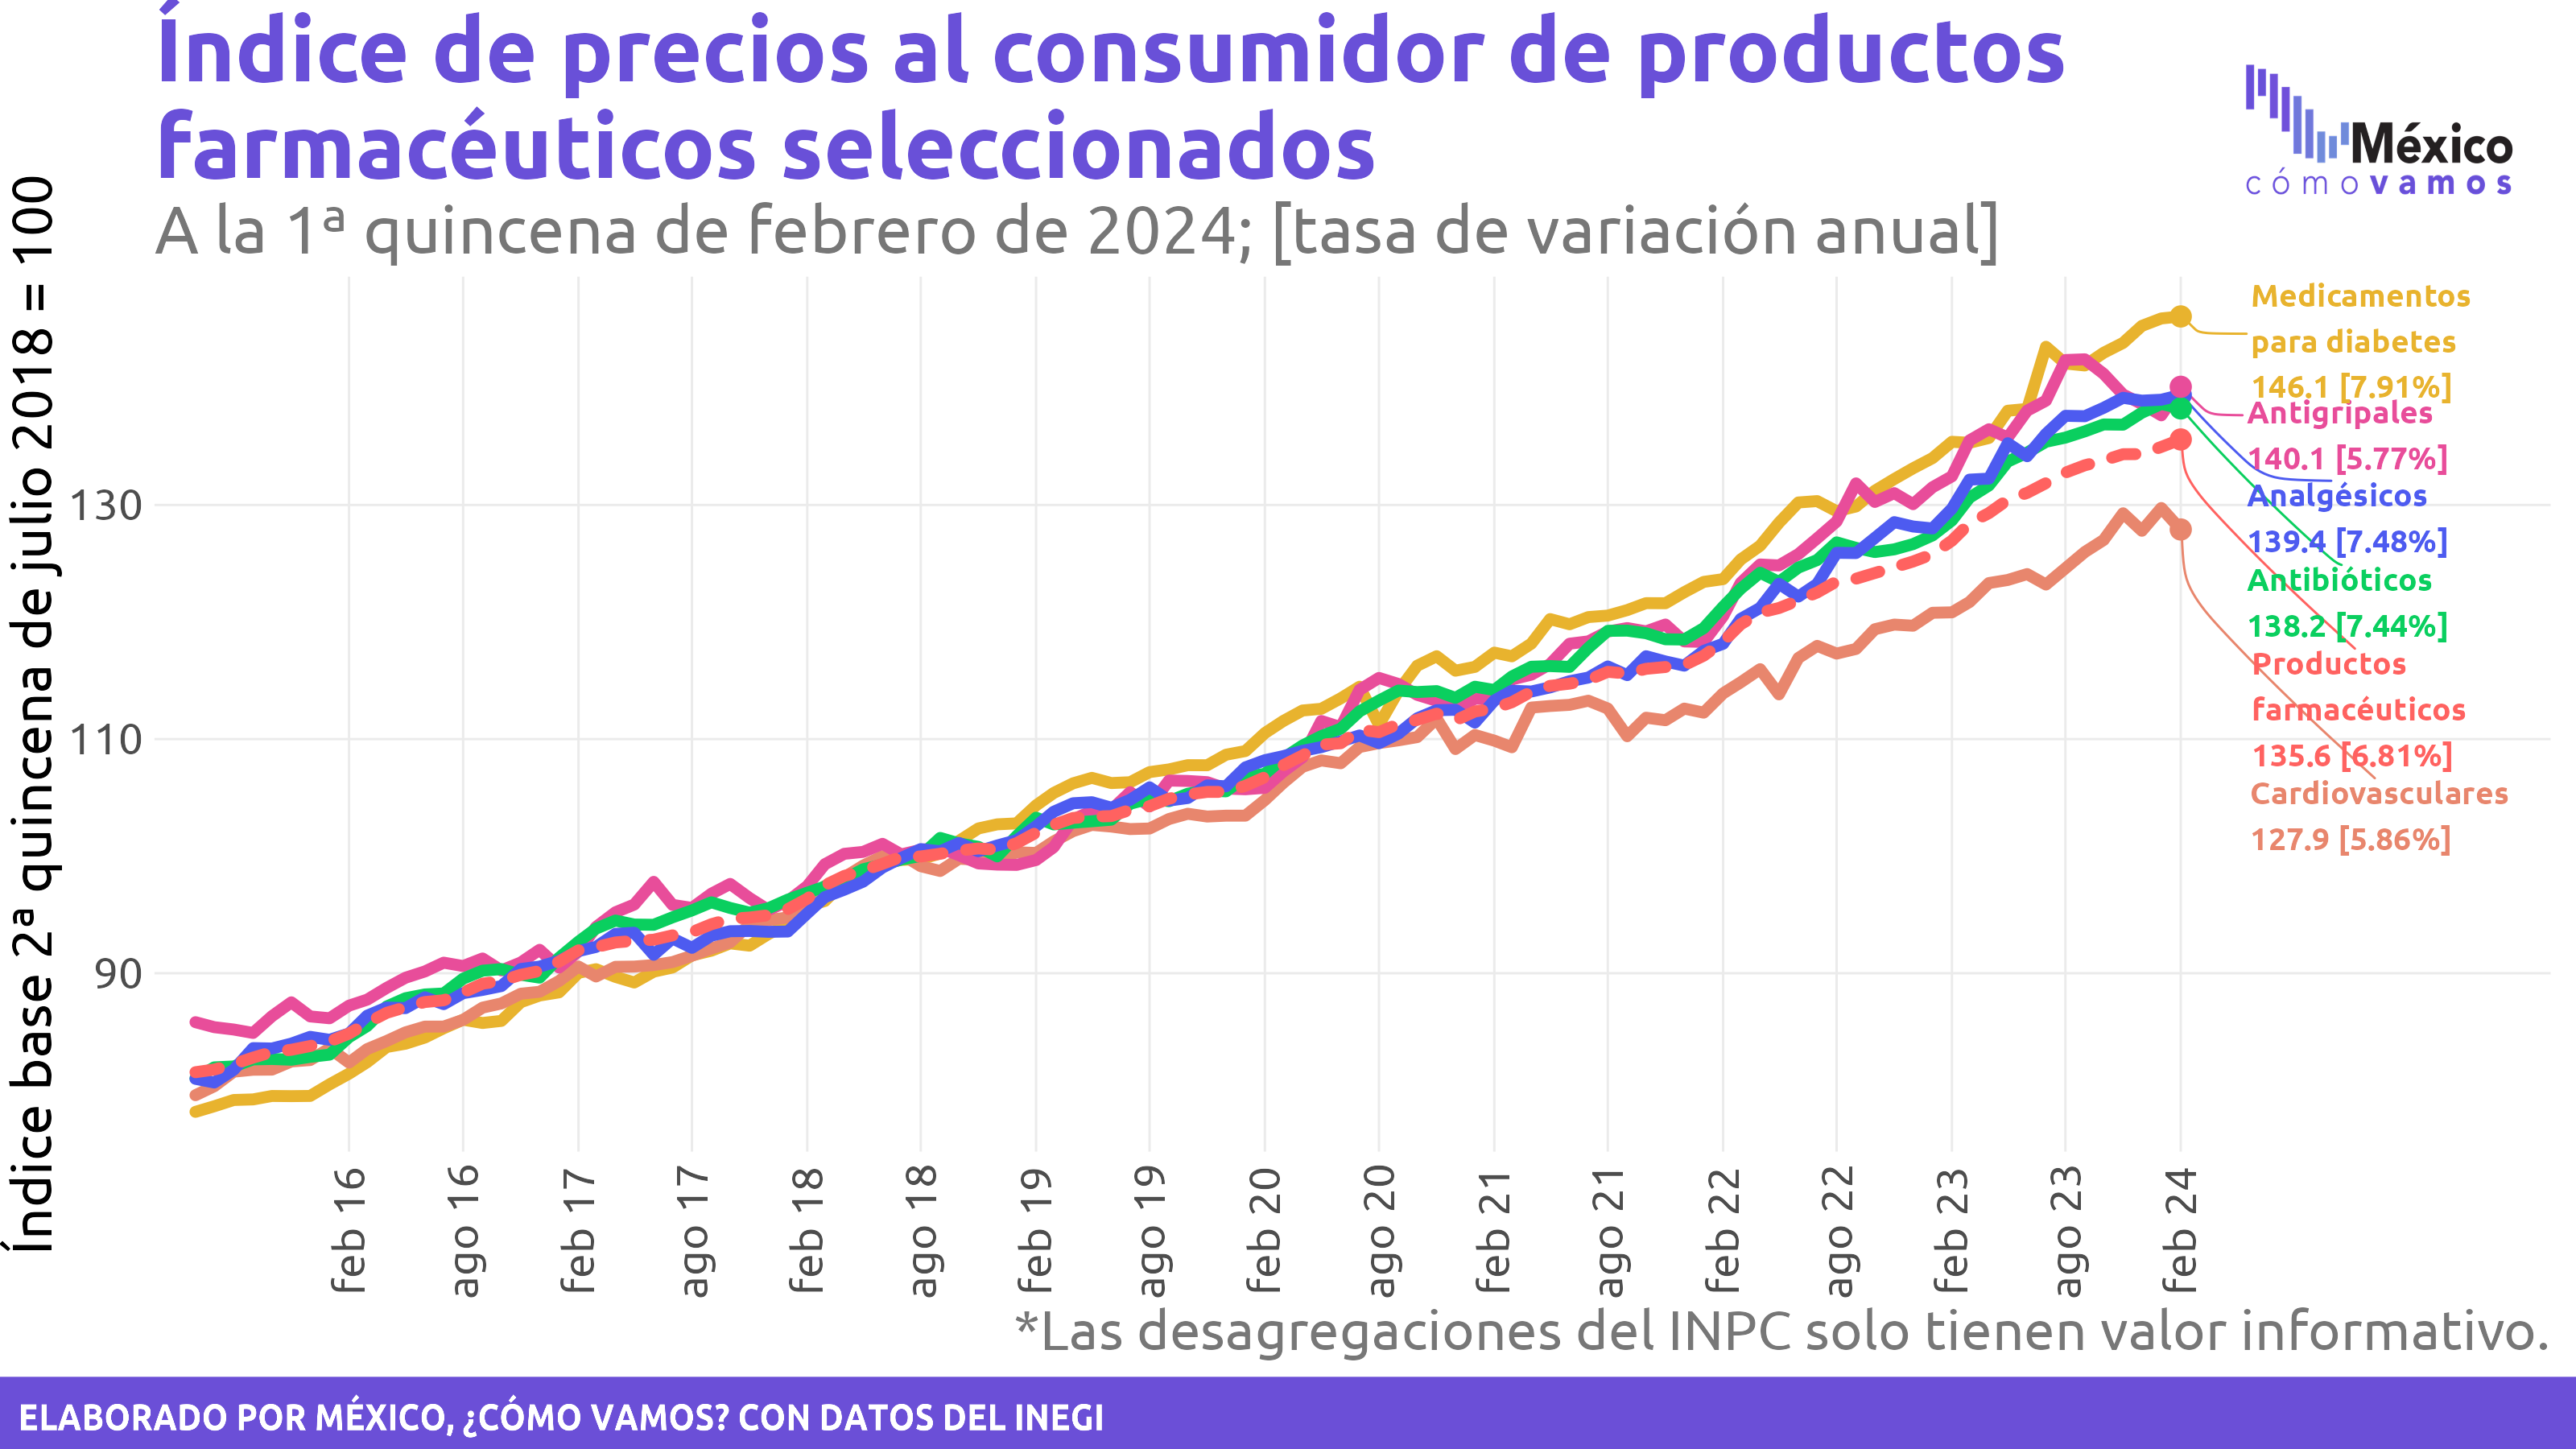 Índice de precios al consumidor de productos
farmacéuticos seleccionados
A la 1ª quincena de febrero de 2024; [tasa de variación anual]
México
cómo vamos
Índice base 2ª quincena de julio 2018 = 100
130
110
90
Medicamentos
para diabetes
146.1 [7.91%]
Antigripales
140.1 [5.77%]
Analgésicos
139.4 [7.48%]
Antibióticos
138.2 [7.44%]
Productos
farmacéuticos
135.6 [6.81%]
Cardiovasculares
127.9 [5.86%]
feb 16
ago 16
feb 17
ago 17
feb 18
ago 18
feb 19
ago 19
feb 20
ago 20
feb 21
ago 21
feb 22
ago 22
feb 23
ago 23
feb 24
*Las desagregaciones del INPC solo tienen valor informativo.
ELABORADO POR MÉXICO, ¿CÓMO VAMOS? CON DATOS DEL INEGI